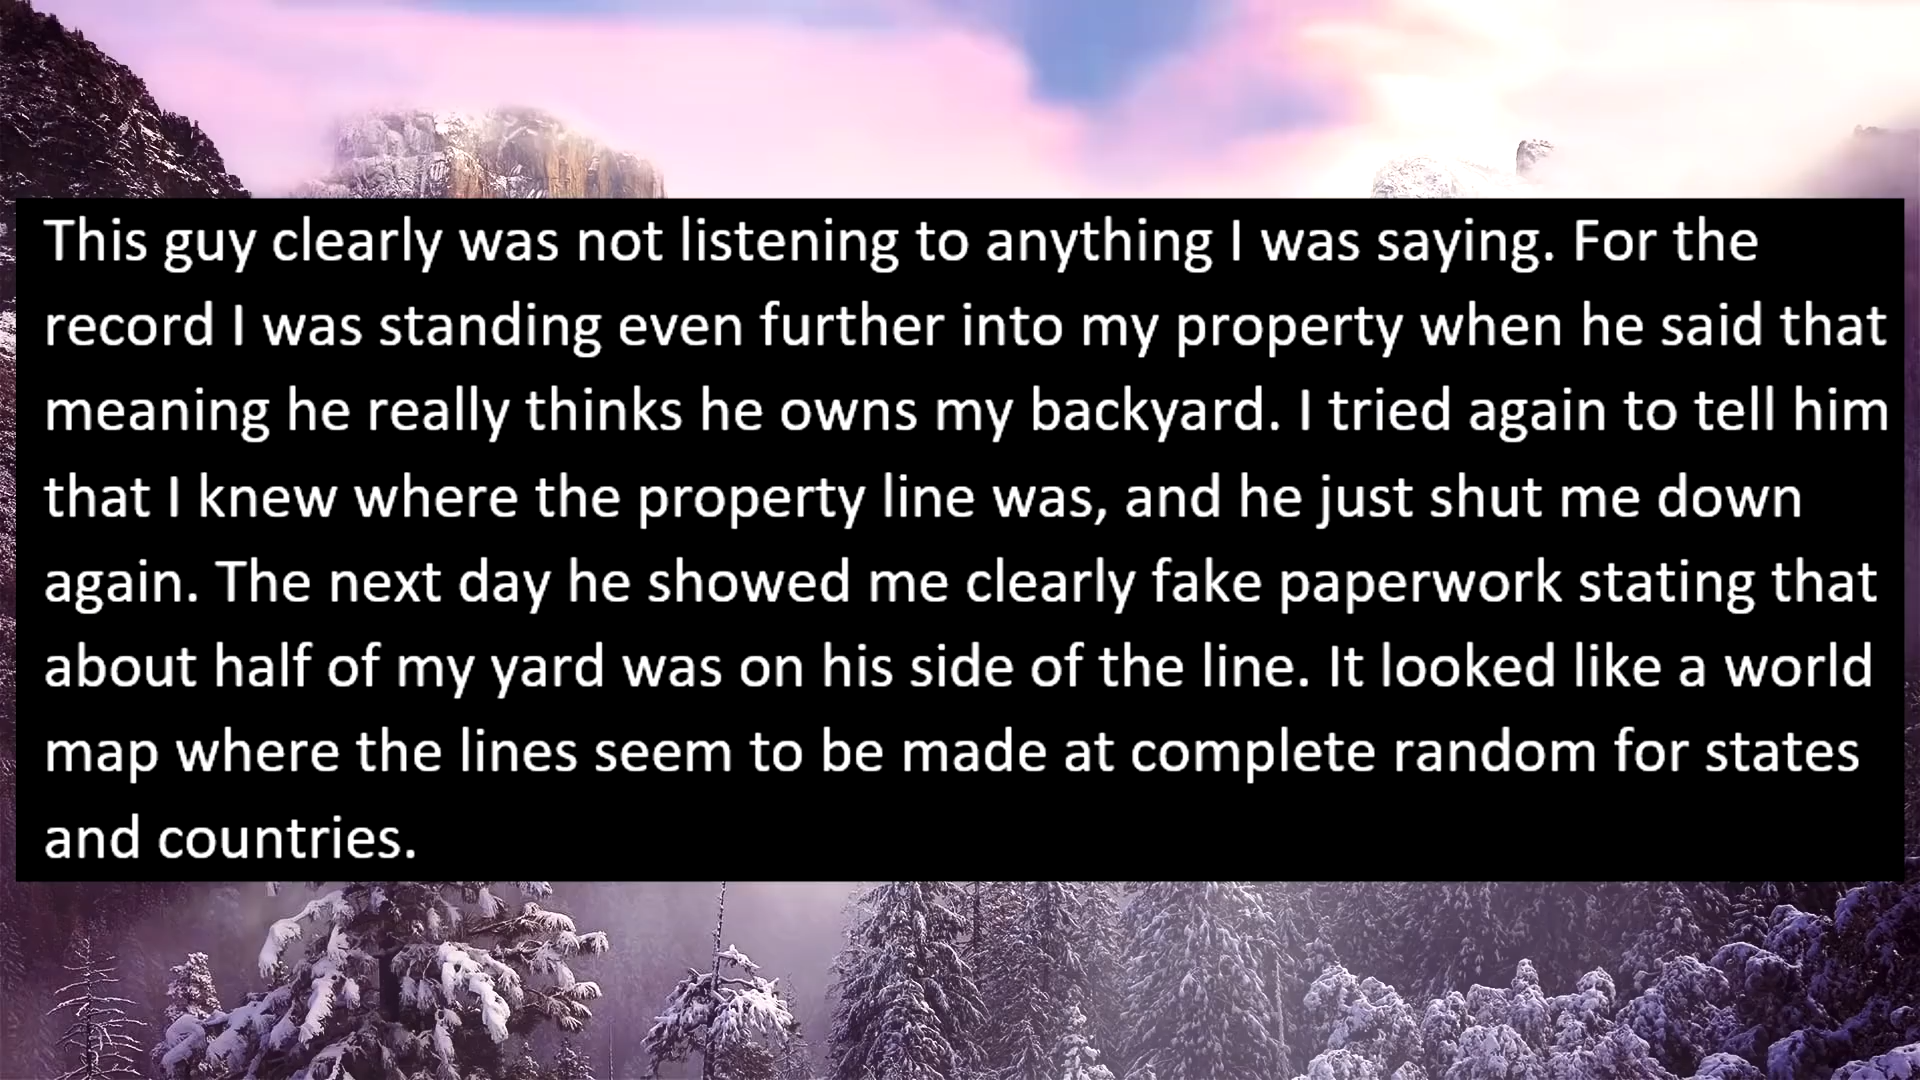 This guy clearly was not listening to anything I was saying. For the
record I was standing even further into my property when he said that
meaning he really thinks he owns my backyard. I tried again to tell him
that I knew where the property line was, and he just shut me down
again. The next day he showed me clearly fake paperwork stating that
about half of my yard was on his side of the line. It looked like a world
map where the lines seem to be made at complete random for states
and countries.